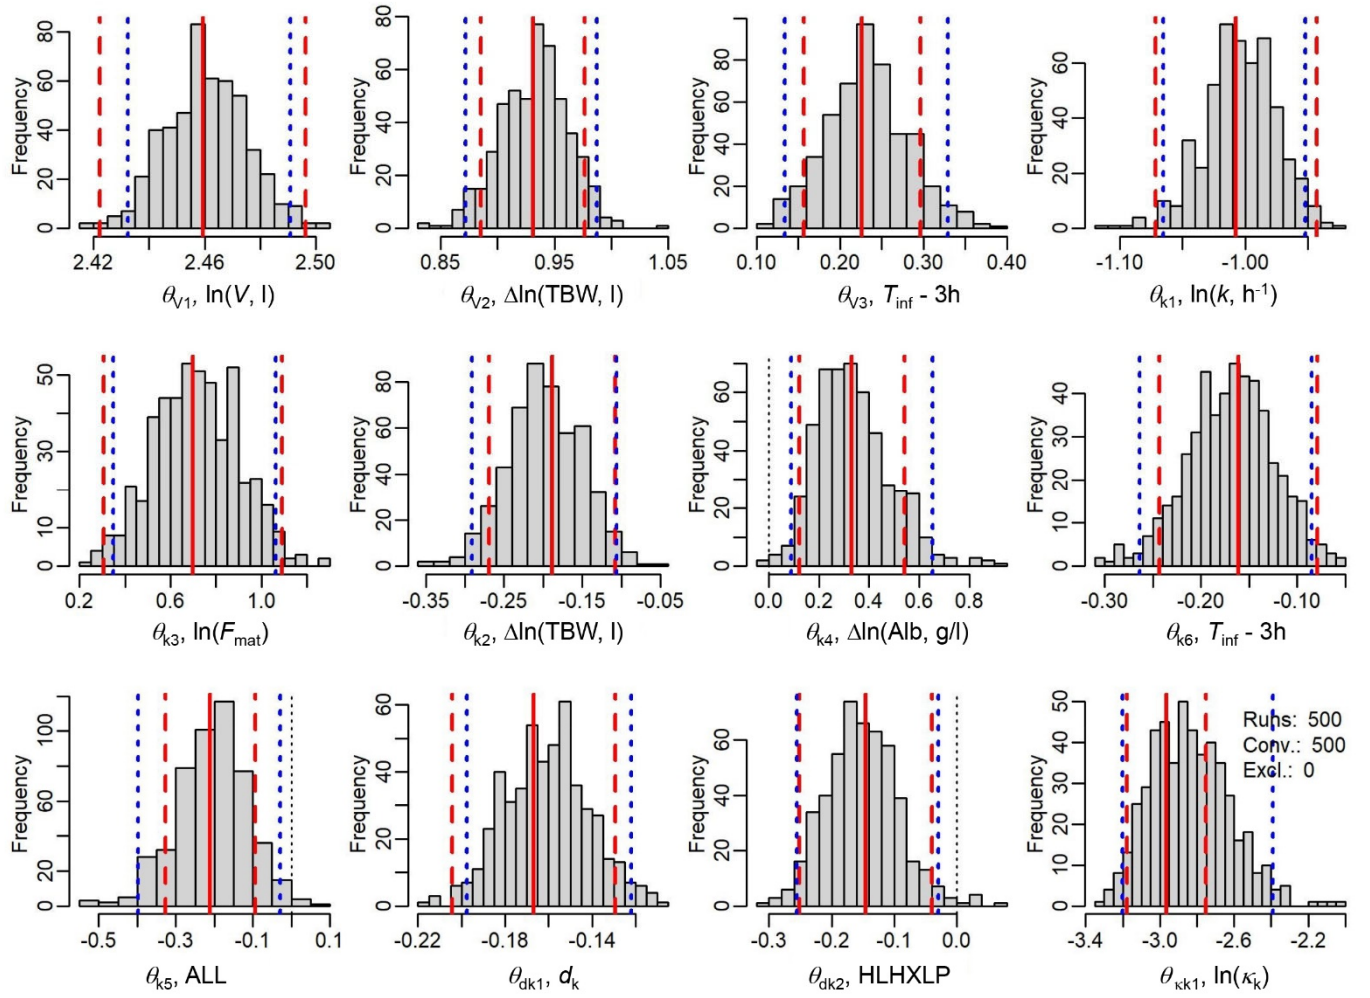 Frequency
0 20 40 60 80
2.42 2.46 2.50
θV1, ln(V, l)
Frequency
0 20 40 60 80
0.85 0.95 1.05
θV2, Δln(TBW, l)
Frequency
0 20 40 60 80
0.10 0.20 0.30 0.40
θV3, Tinf - 3h
Frequency
0 20 40 60
-1.10 -1.00
θk1, ln(k, h-1)
Frequency
0 10 30 50
0.2 0.6 1.0
θk3, ln(Fmat)
Frequency
0 20 40 60 80
-0.35 -0.25 -0.15 -0.05
θk2, Δln(TBW, l)
Frequency
0 20 40 60
0.0 0.2 0.4 0.6 0.8
θk4, Δln(Alb, g/l)
Frequency
0 10 20 30 40
-0.30 -0.20 -0.10
θk6, Tinf - 3h
Frequency
0 20 60 100
-0.5 -0.3 -0.1 0.1
θk5, ALL
Frequency
0 10 20 30 40 50 60
-0.22 -0.18 -0.14
θdk1, dk
Frequency
0 20 40 60
-0.3 -0.2 -0.1 0.0
θdk2, HLHXLP
Frequency
0 10 20 30 40 50
Runs: 500
Conv.: 500
Excl.: 0
-3.4 -3.0 -2.6 -2.2
θκk1, ln(κk)